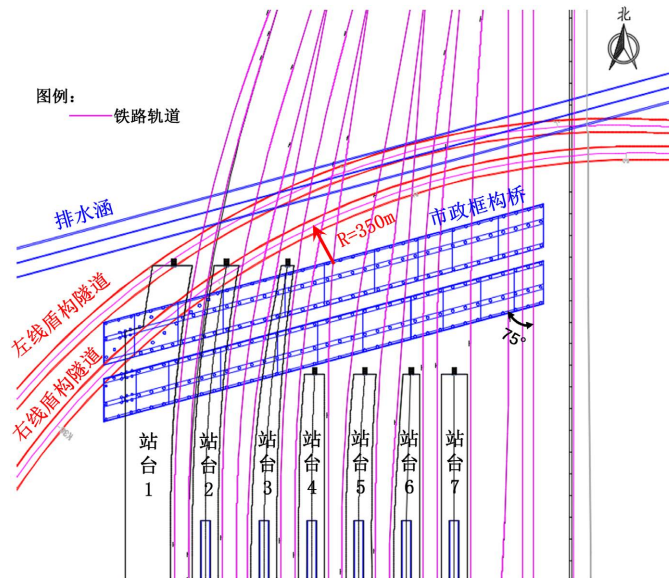 北
图例：
铁路轨道
排水涵
市政框构桥
R=350m
左线盾构隧道
右线盾构隧道
75°
站台1
站台2
站台3
站台4
站台5
站台6
站台7